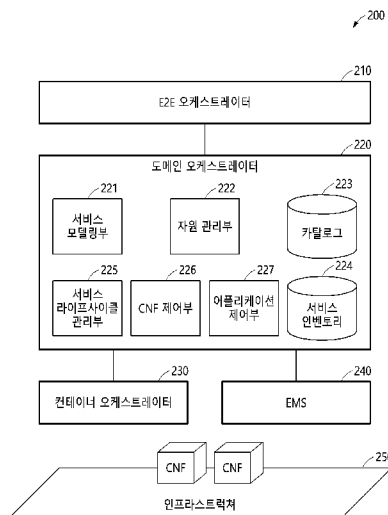 200
210
E2E 오케스트레이터
220
도메인 오케스트레이터
221
222
223
서비스
모델링부
자원 관리부
카탈로그
224
225
226
227
서비스
라이프사이클
관리부
CNF 제어부
어플리케이션
제어부
서비스
인벤토리
230
240
컨테이너 오케스트레이터
EMS
250
CNF
CNF
인프라스트럭쳐